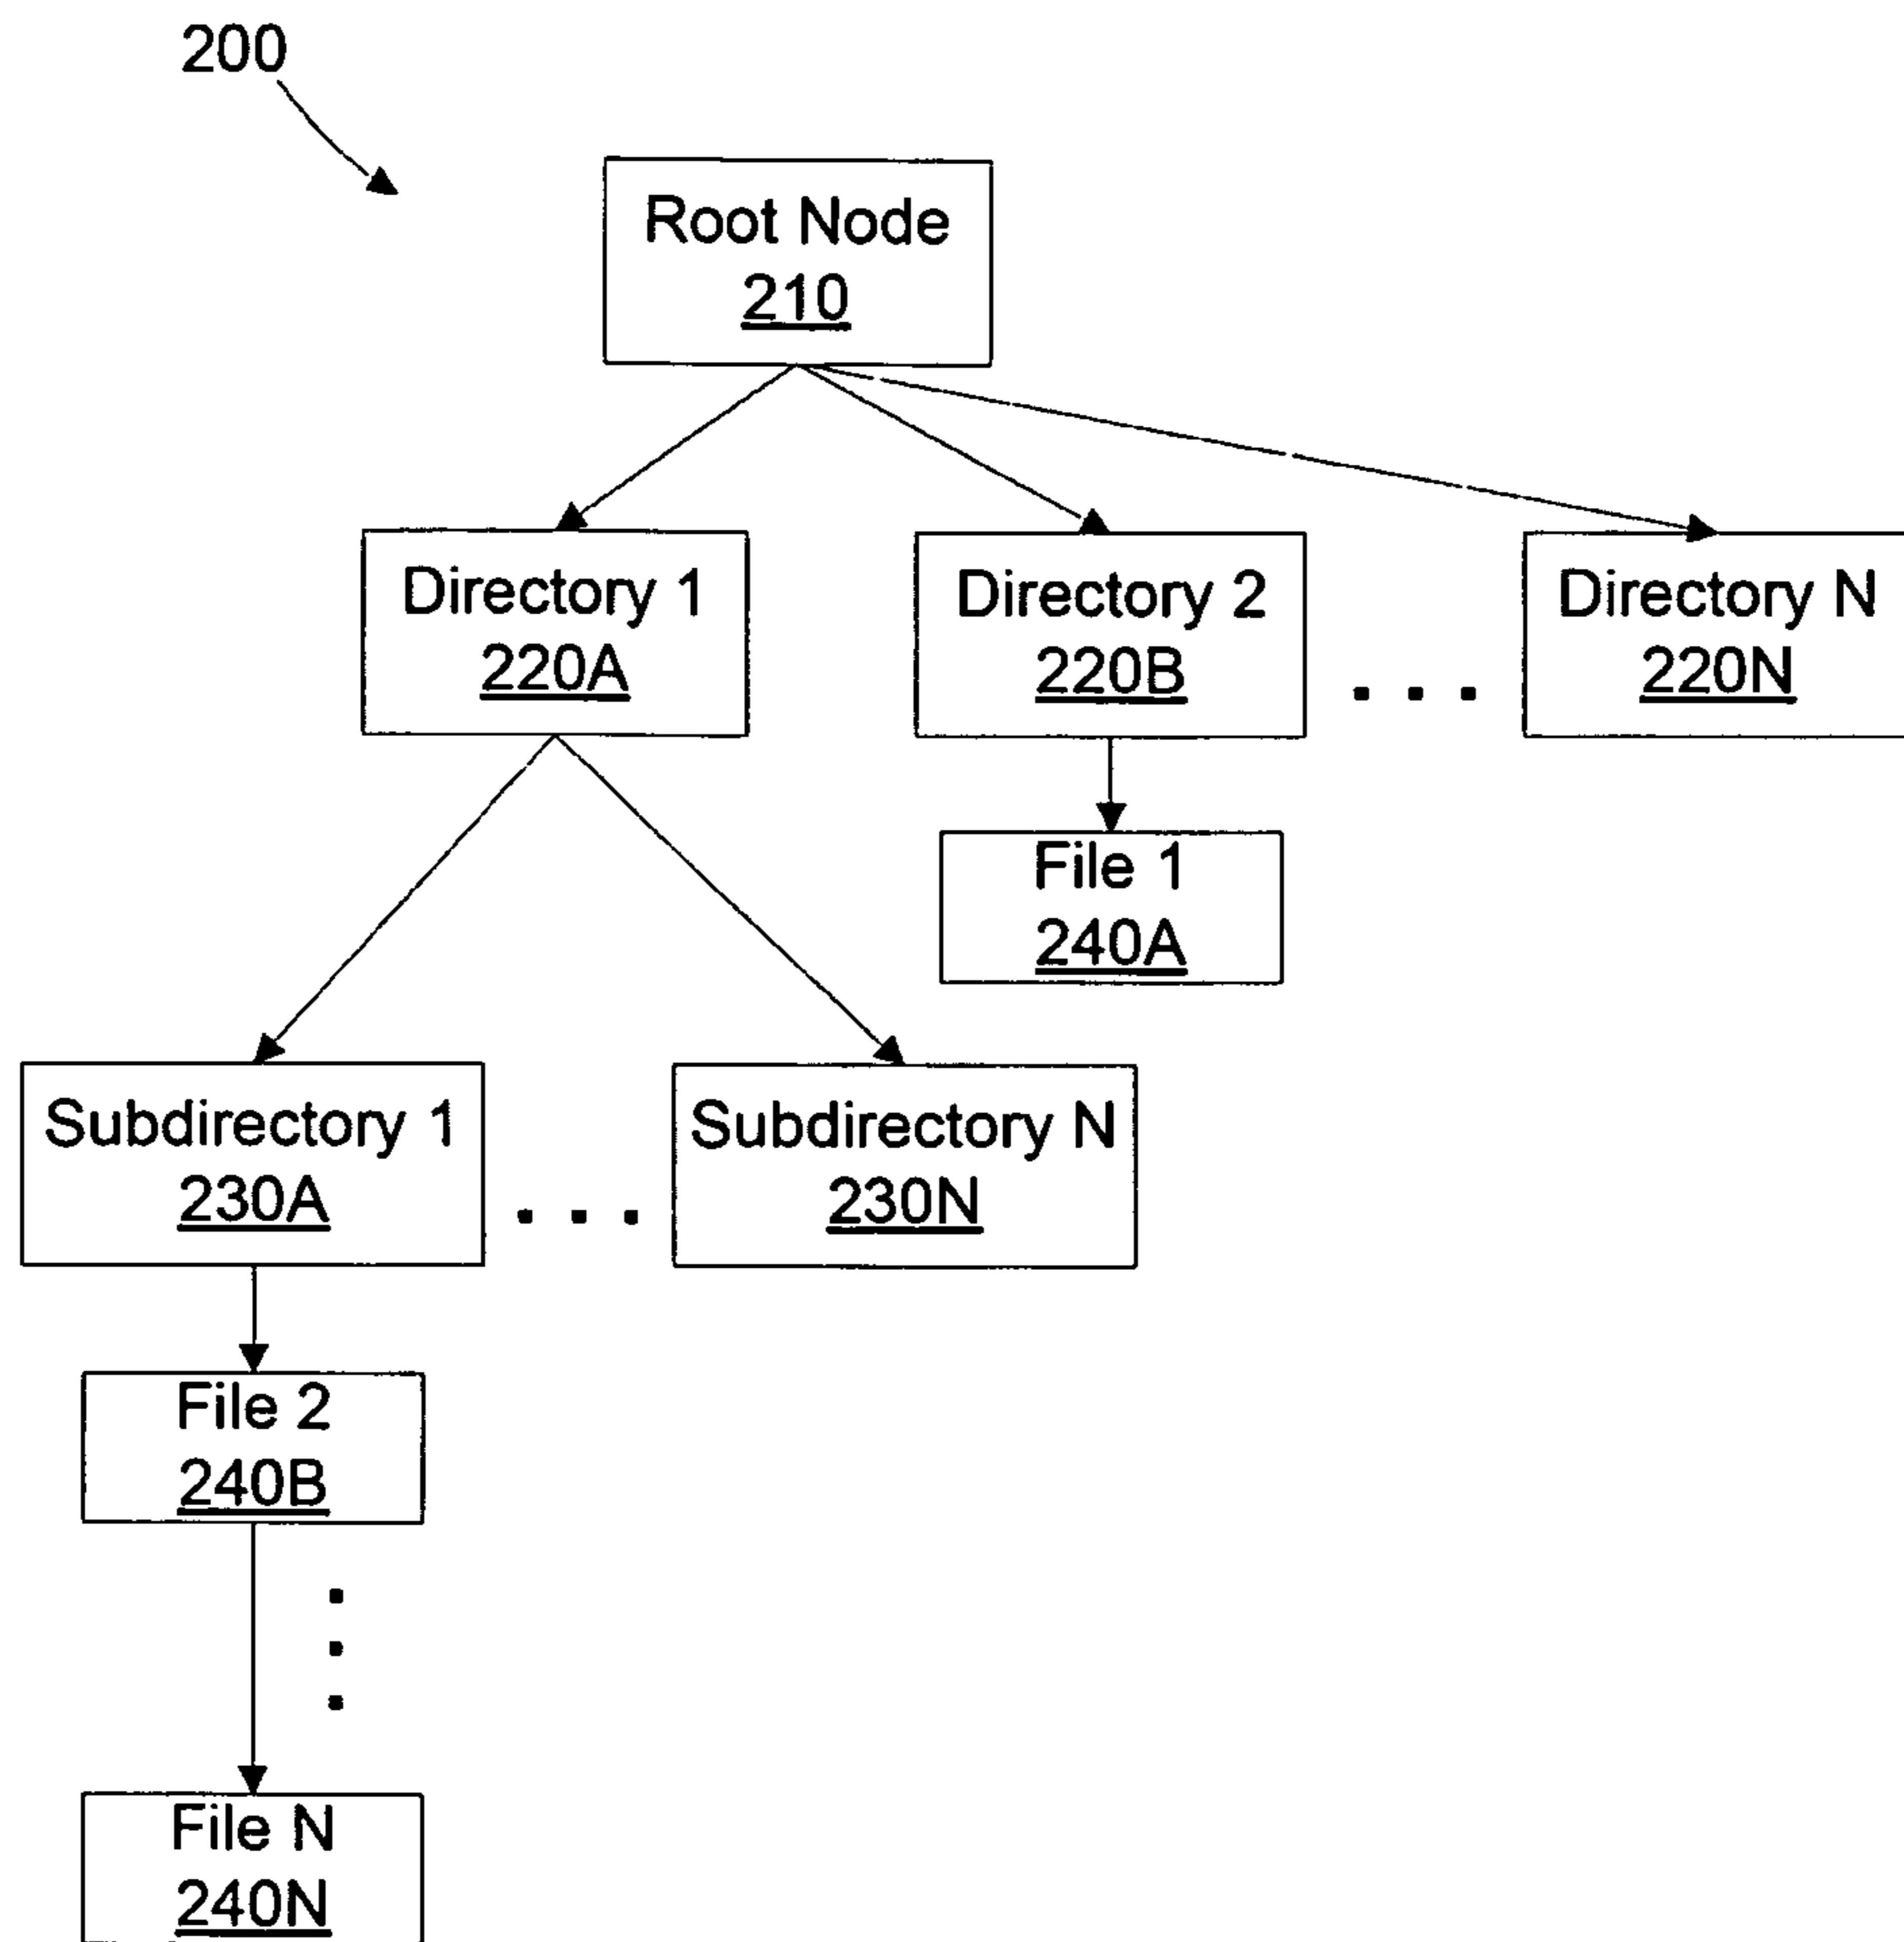 200
Root Node
210
Directory 1
220A
Directory 2
220B
. . .
Directory N
220N
File 1
240A
Subdirectory 1
230A
. . .
Subdirectory N
230N
File 2
240B
.
.
.
File N
240N